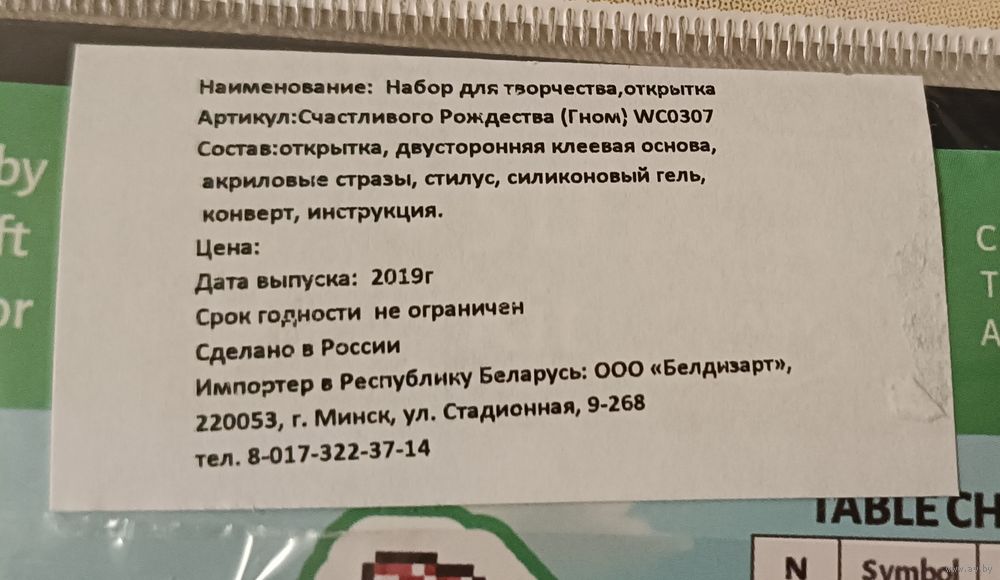 Наименование: Набор для творчества,открытка
Артикул:Счастливого Рождества (Гном) WC0307
Состав:открытка, двусторонняя клеевая основа,
акриловые стразы, стилус, силиконовый гель,
конверт, инструкция.
Цена:
Дата выпуска: 2019г
Срок годности не ограничен
Сделано в России
Импортер в Республику Беларусь: ООО «Белдизарт»,
220053, г. Минск, ул. Стадионная, 9-268
тел. 8-017-322-37-14
by
ft
or
C
T
A
TABLE CH
N Symbol